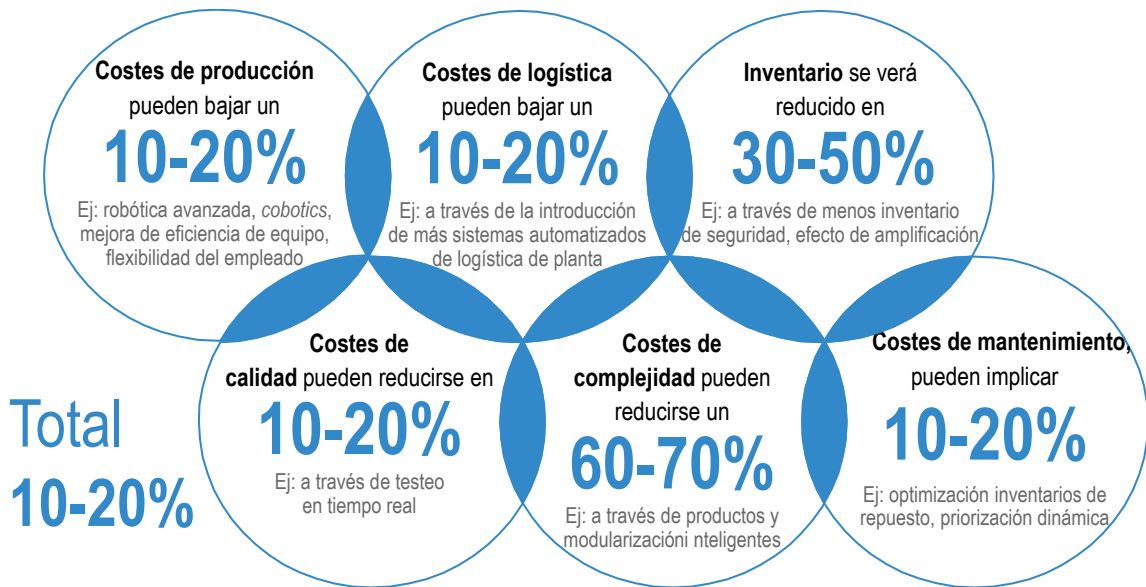 Costes de producción
pueden bajar un
10-20%
Ej: robótica avanzada, cobotics,
mejora de eficiencia de equipo,
flexibilidad del empleado
Costes de logística
pueden bajar un
10-20%
Ej: a través de la introducción
de más sistemas automatizados
de logística de planta
Inventario se verá
reducido en
30-50%
Ej: a través de menos inventario
de seguridad, efecto de amplificación
Total
10-20%
Costes de
calidad pueden reducirse en
10-20%
Ej: a través de testeo
en tiempo real
Costes de
complejidad pueden
reducirse un
60-70%
Ej: a través de productos y
modularizacióni nteligentes
Costes de mantenimiento,
pueden implicar
10-20%
Ej: optimización inventarios de
repuesto, priorización dinámica